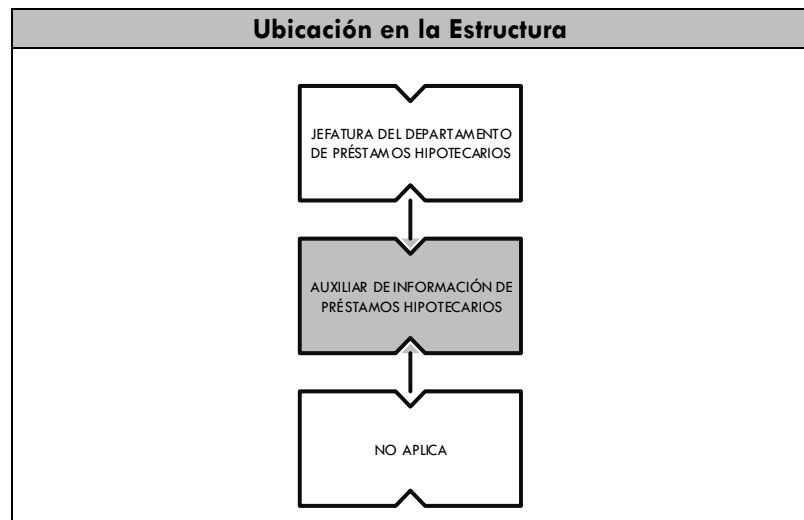 Ubicación en la Estructura
JEFATURA DEL DEPARTAMENTO
DE PRÉSTAMOS HIPOTECARIOS
AUXILIAR DE INFORMACIÓN DE
PRÉSTAMOS HIPOTECARIOS
NO APLICA